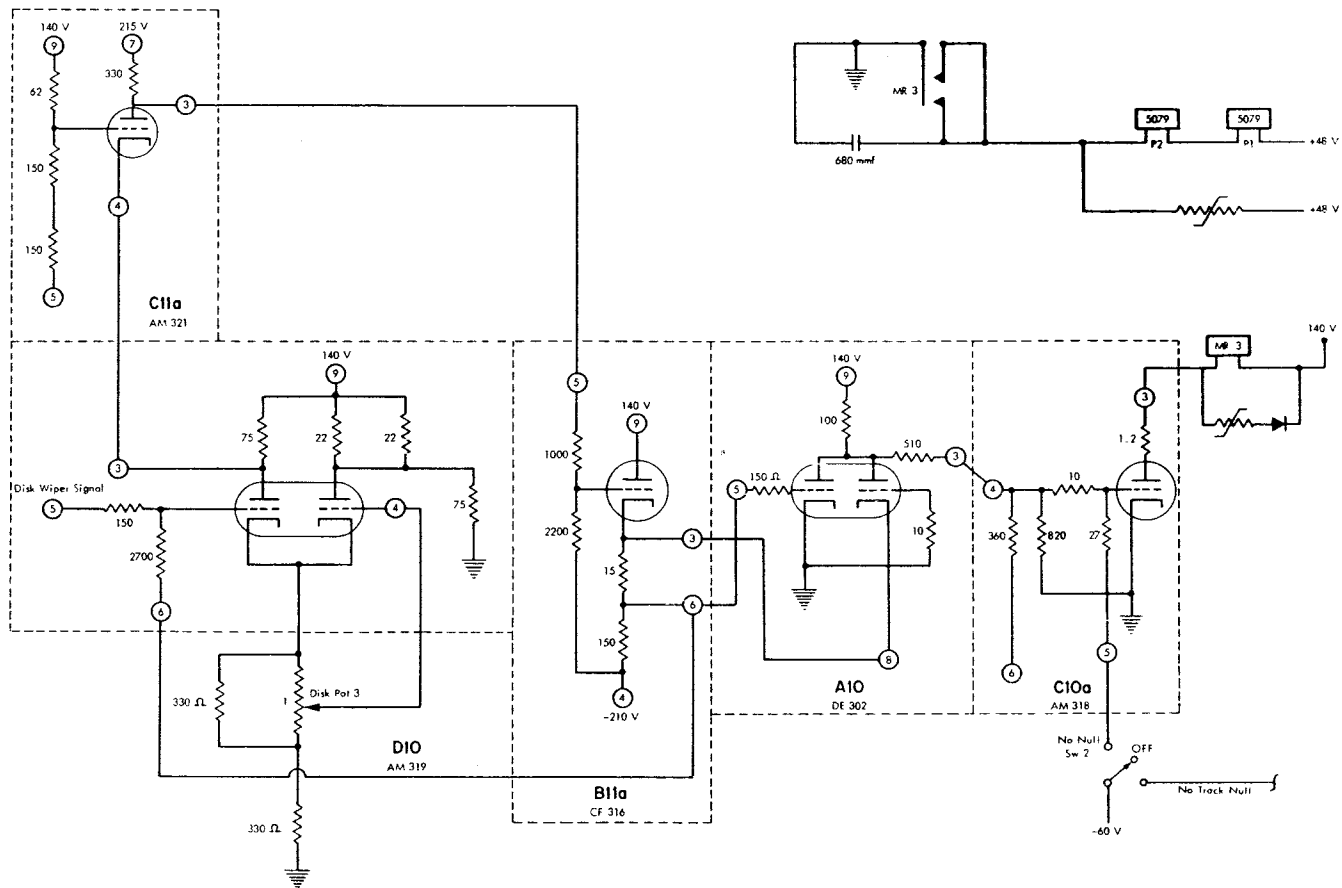 140 V
9
215 V
7
330
62
3
150
4
150
5
C11a
AM 321
MR 3
680 mmf
5079
P2
5079
P1
+48 V
+48 V
140 V
9
75
22
22
3
Disk Wiper Signal
5
150
4
75
2700
6
330 Ω
1
Disk Pot 3
D10
AM 319
330 Ω
5
140 V
9
1000
2200
3
15
6
150
4
-210 V
B11a
CF 316
140 V
9
100
510
3
5
150 Ω
10
8
A10
DE 302
MR 3
140 V
3
1.2
4
10
360
820
27
6
5
C10a
AM 318
No Null
Sw 2
OFF
No Track Null
-60 V